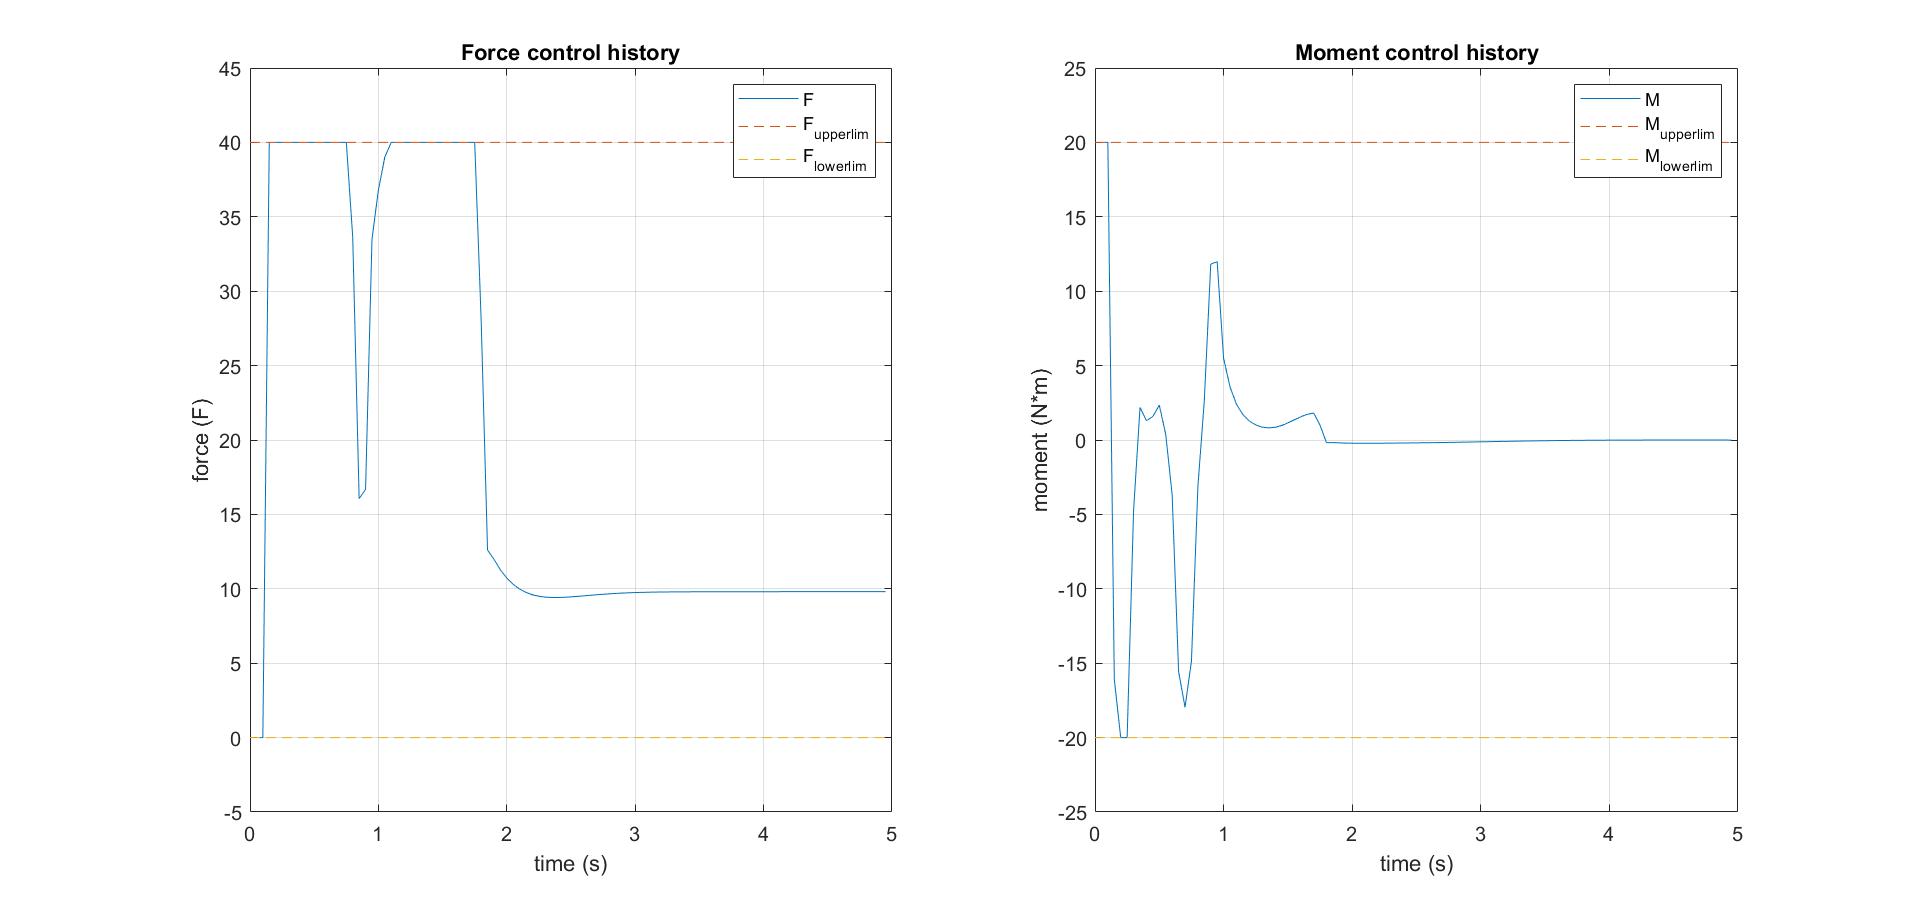 Force control history
45
40
35
30
25
20
15
10
5
0
-5
force (F)
0 1 2 3 4 5
time (s)
F
F_upperlim
F_lowerlim
Moment control history
25
20
15
10
5
0
-5
-10
-15
-20
-25
moment (N*m)
0 1 2 3 4 5
time (s)
M
M_upperlim
M_lowerlim